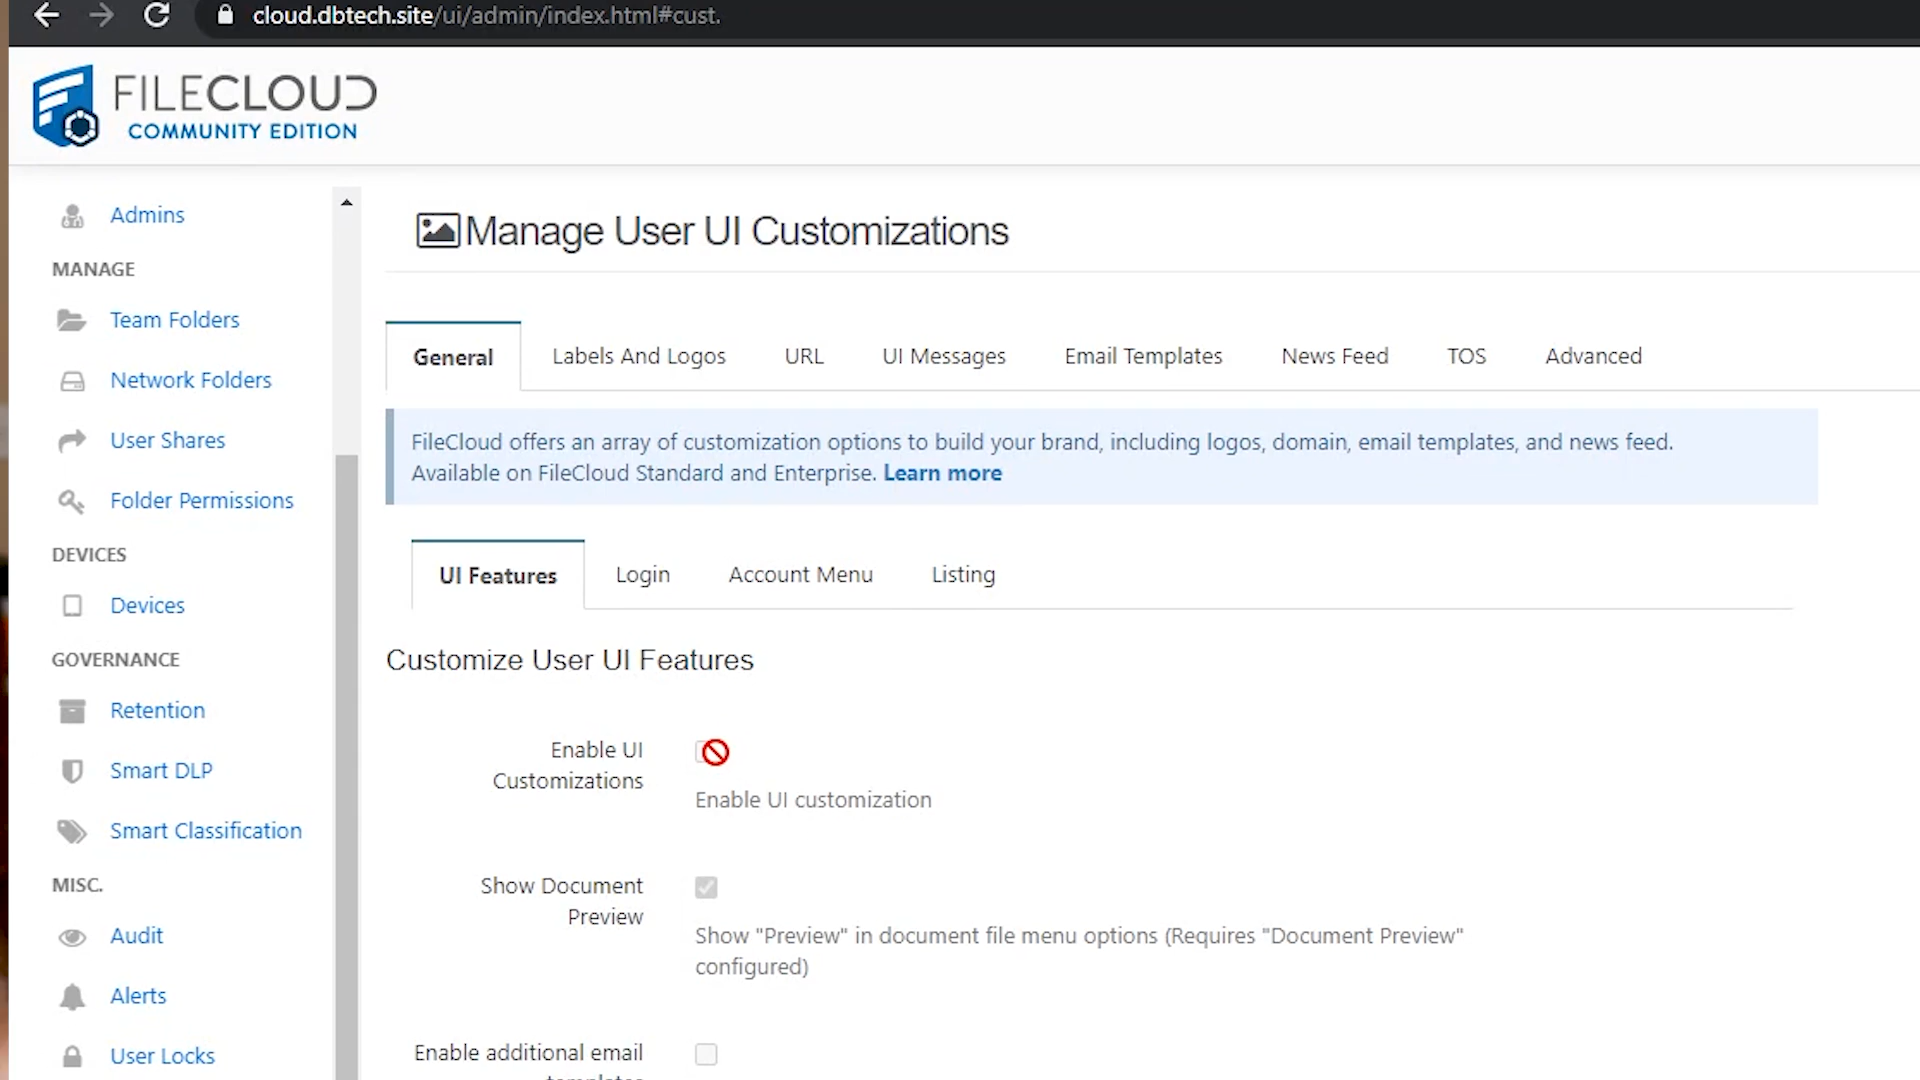 cloud.dbtech.site/ui/admin/index.html#cust.
FILECLOUD
COMMUNITY EDITION
Admins
MANAGE
Team Folders
Network Folders
User Shares
Folder Permissions
DEVICES
Devices
GOVERNANCE
Retention
Smart DLP
Smart Classification
MISC.
Audit
Alerts
User Locks
Manage User UI Customizations
General Labels And Logos URL UI Messages Email Templates News Feed TOS Advanced
FileCloud offers an array of customization options to build your brand, including logos, domain, email templates, and news feed.
Available on FileCloud Standard and Enterprise. Learn more
UI Features Login Account Menu Listing
Customize User UI Features
Enable UI
Customizations
Enable UI customization
Show Document
Preview
Show "Preview" in document file menu options (Requires "Document Preview"
configured)
Enable additional email